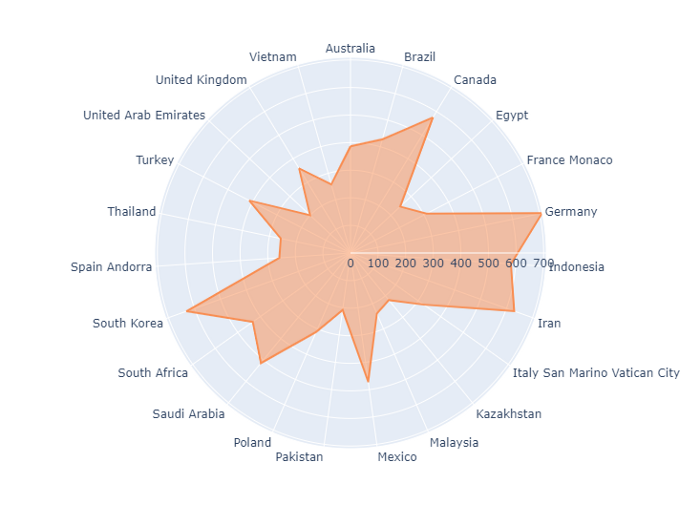 Australia
Vietnam
Brazil
United Kingdom
Canada
United Arab Emirates
Egypt
Turkey
France Monaco
Thailand
Germany
0 100 200 300 400 500 600 700
Spain Andorra
Indonesia
South Korea
Iran
South Africa
Italy San Marino Vatican City
Saudi Arabia
Kazakhstan
Poland
Malaysia
Pakistan
Mexico